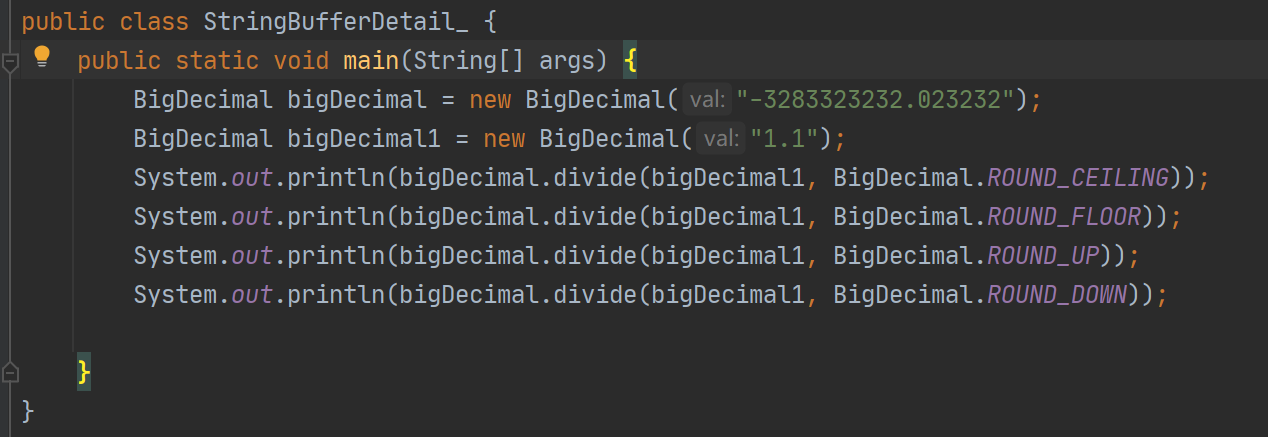 public class StringBufferDetail_ {
    public static void main(String[] args) {
        BigDecimal bigDecimal = new BigDecimal( val: "-3283323232.023232");
        BigDecimal bigDecimal1 = new BigDecimal( val: "1.1");
        System.out.println(bigDecimal.divide(bigDecimal1, BigDecimal.ROUND_CEILING));
        System.out.println(bigDecimal.divide(bigDecimal1, BigDecimal.ROUND_FLOOR));
        System.out.println(bigDecimal.divide(bigDecimal1, BigDecimal.ROUND_UP));
        System.out.println(bigDecimal.divide(bigDecimal1, BigDecimal.ROUND_DOWN));
    }
}